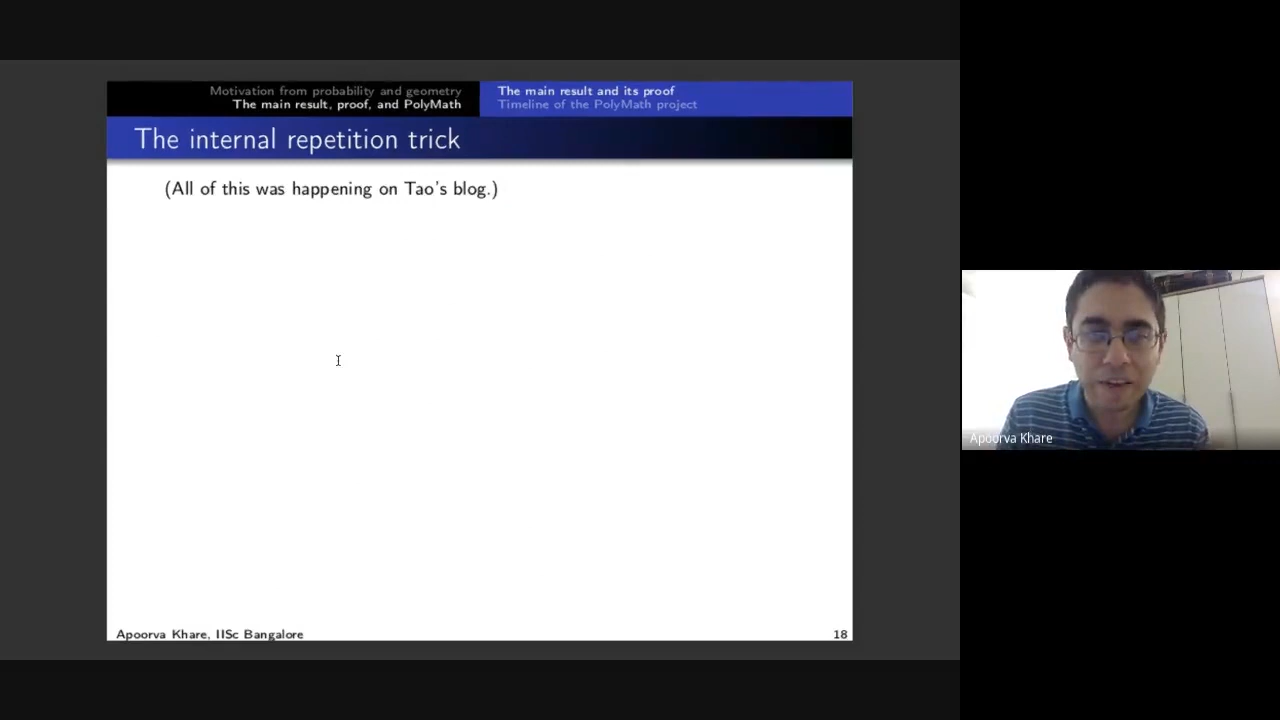 Motivation from probability and geometry
The main result, proof, and PolyMath
The main result and its proof
Timeline of the PolyMath project
The internal repetition trick
(All of this was happening on Tao's blog.)
Apoorva Khare
Apoorva Khare, IISc Bangalore
18